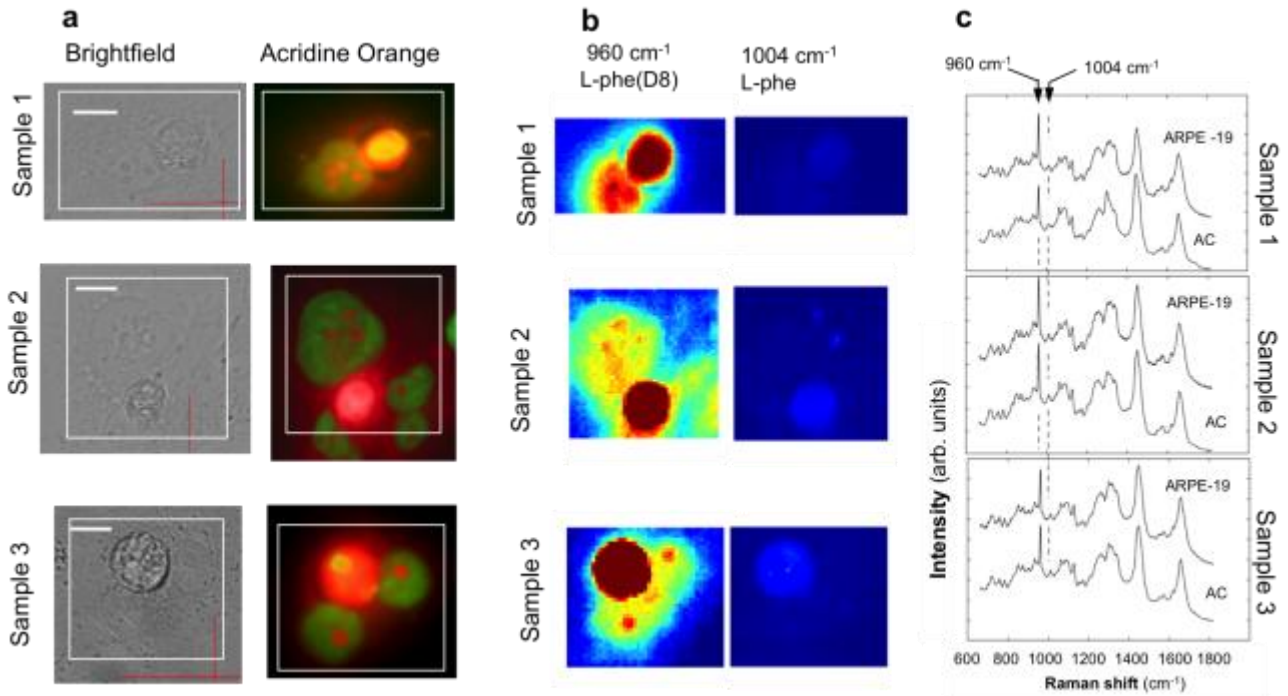 a
Brightfield
Acridine Orange
Sample 1
Sample 2
Sample 3
b
960 cm⁻¹
L-phe(D8)
1004 cm⁻¹
L-phe
Sample 1
Sample 2
Sample 3
c
960 cm⁻¹
1004 cm⁻¹
ARPE -19
AC
Sample 1
ARPE-19
AC
Sample 2
ARPE-19
AC
Sample 3
Intensity (arb. units)
600 800 1000 1200 1400 1600 1800
Raman shift (cm⁻¹)